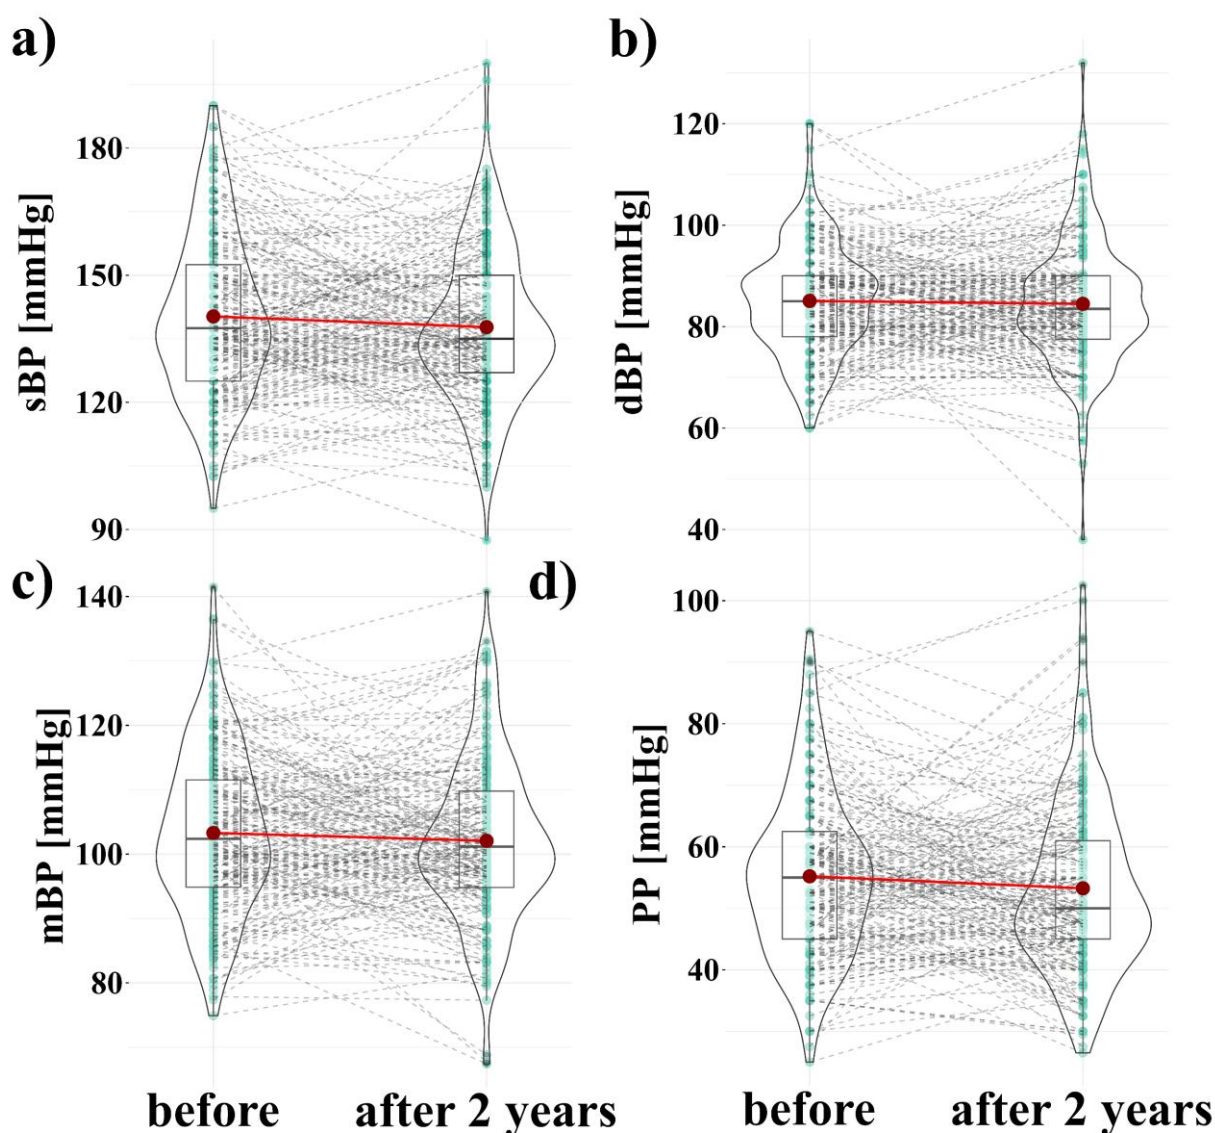 a)
180
150
120
90
sBP [mmHg]
b)
120
100
80
60
40
dBP [mmHg]
c)
140
120
100
80
mBP [mmHg]
before
after 2 years
d)
100
80
60
40
PP [mmHg]
before
after 2 years